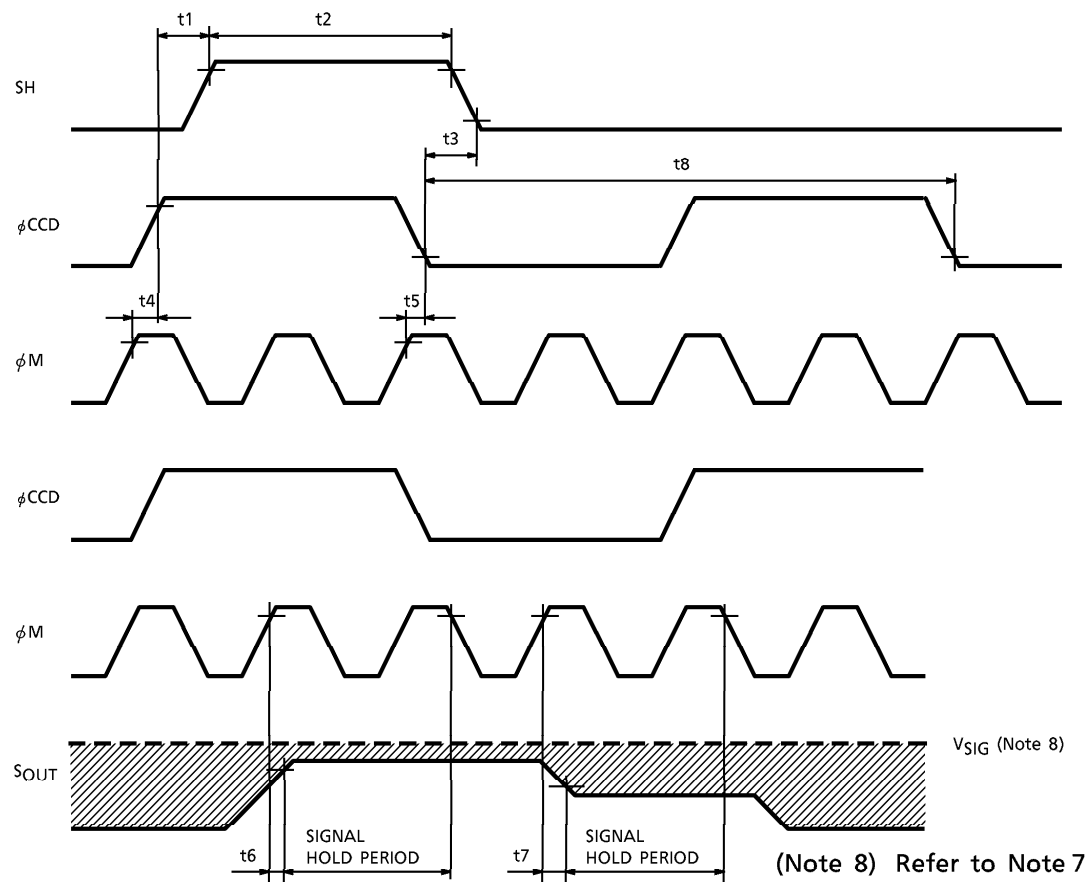 t1 t2
SH
t3
t8
ϕCCD
t4 t5
ϕM
ϕCCD
ϕM
VSIG (Note 8)
SOUT
SIGNAL HOLD PERIOD
SIGNAL HOLD PERIOD
t6 t7
(Note 8) Refer to Note 7